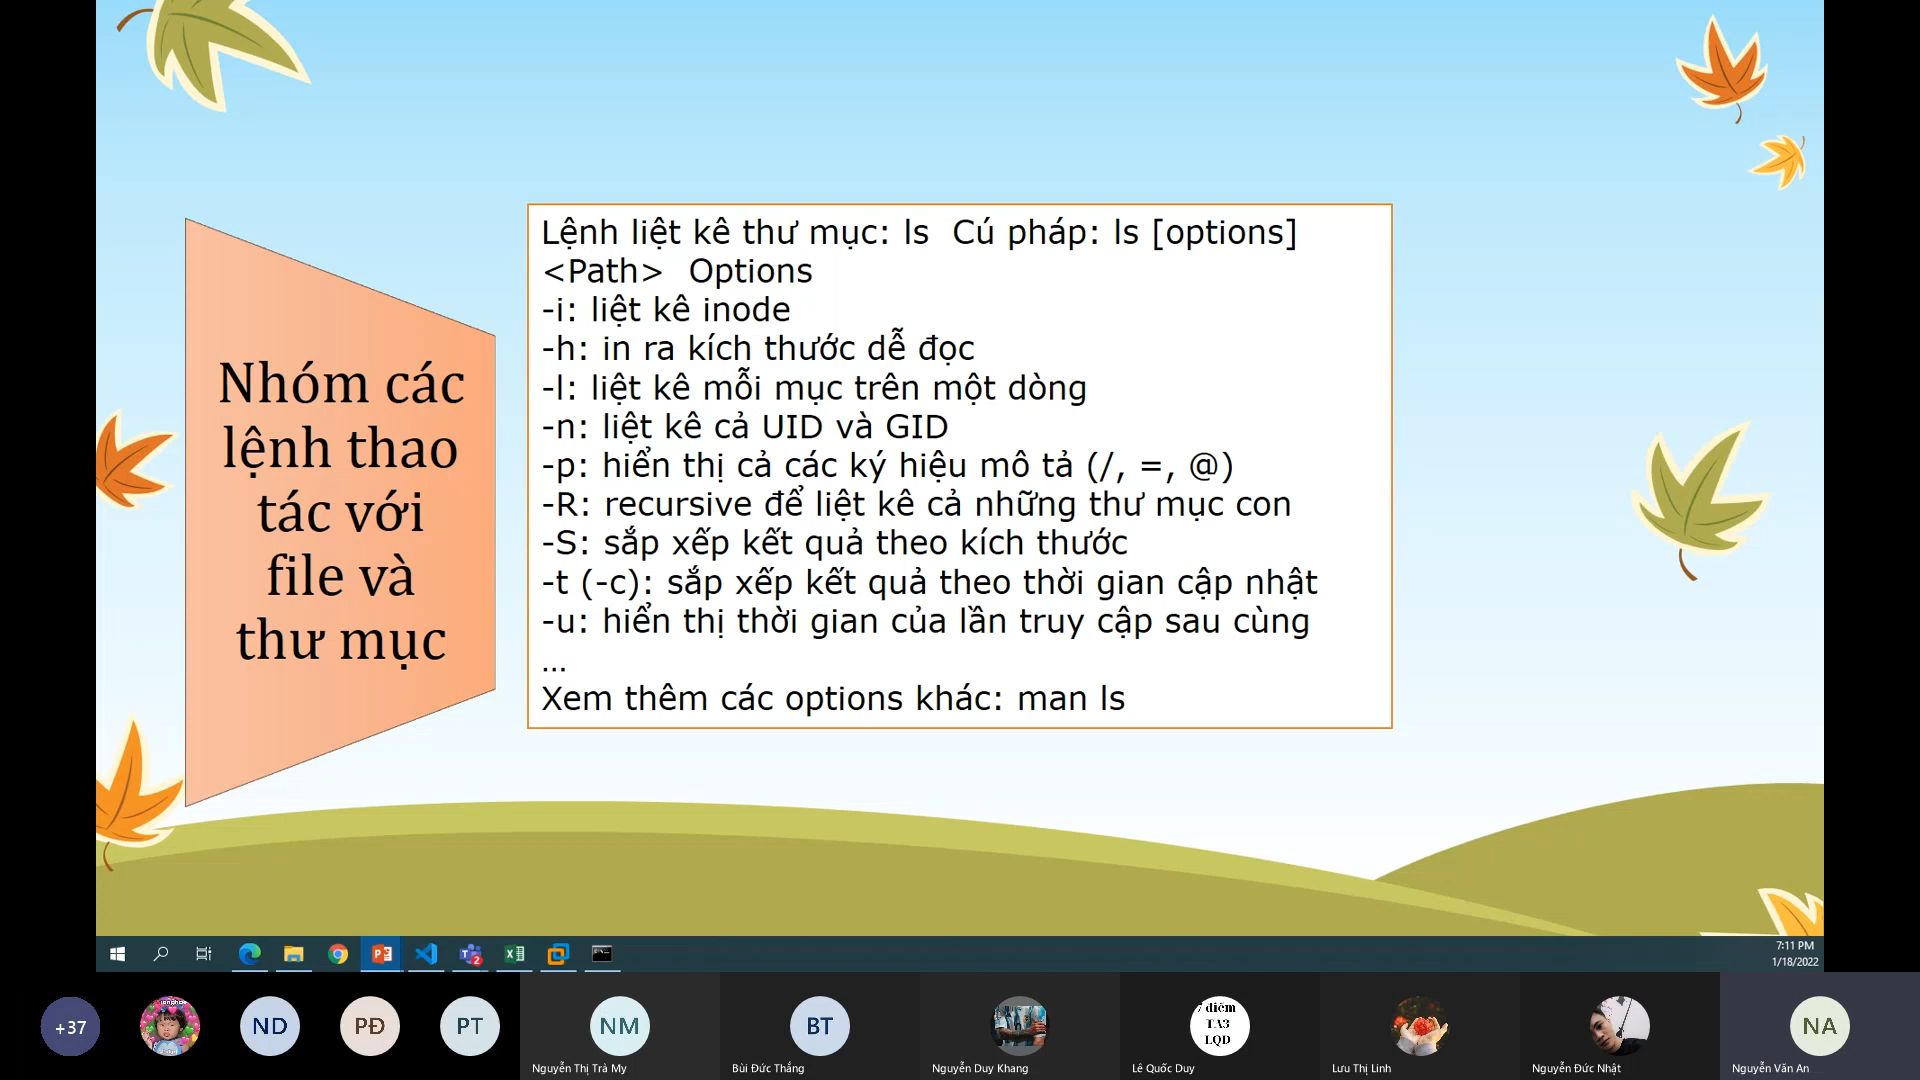 Nhóm các
lệnh thao
tác với
file và
thư mục
Lệnh liệt kê thư mục: ls  Cú pháp: ls [options]
<Path>  Options
-i: liệt kê inode
-h: in ra kích thước dễ đọc
-l: liệt kê mỗi mục trên một dòng
-n: liệt kê cả UID và GID
-p: hiển thị cả các ký hiệu mô tả (/, =, @)
-R: recursive để liệt kê cả những thư mục con
-S: sắp xếp kết quả theo kích thước
-t (-c): sắp xếp kết quả theo thời gian cập nhật
-u: hiển thị thời gian của lần truy cập sau cùng
...
Xem thêm các options khác: man ls
7:11 PM
1/18/2022
+37
ND
PĐ
PT
NM
BT
7 điểm
TA3
LQD
NA
Nguyễn Thị Trà My
Bùi Đức Thắng
Nguyễn Duy Khang
Lê Quốc Duy
Lưu Thị Linh
Nguyễn Đức Nhật
Nguyễn Văn An